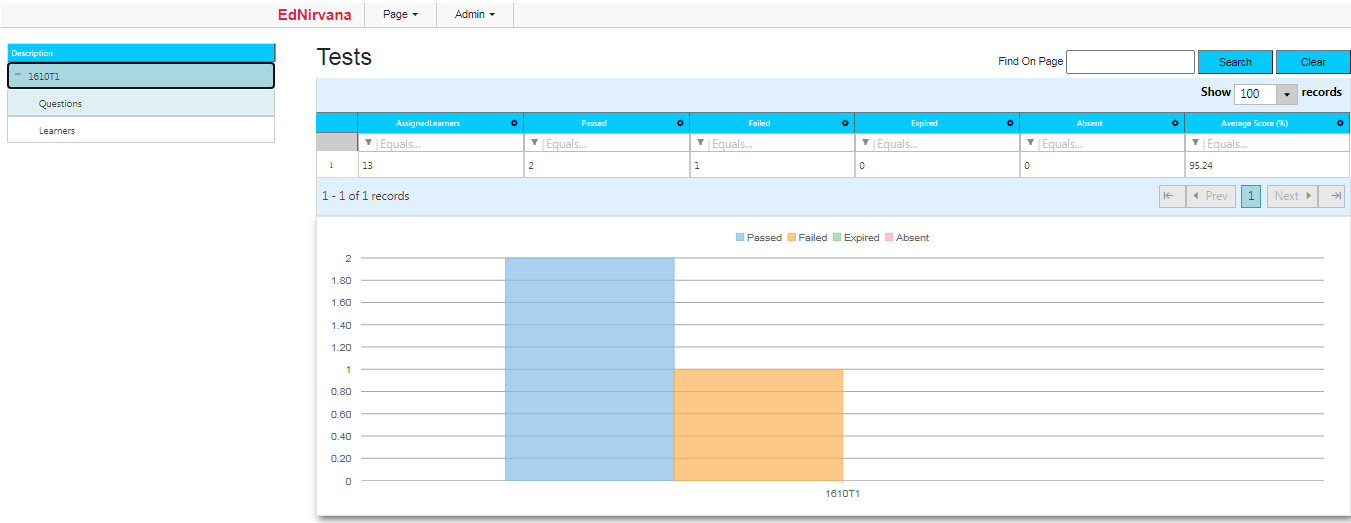 EdNirvana Page Admin
Description
1610T1
Questions
Learners
Tests
Find On Page Search Clear
Show 100 records
AssignedLearners Passed Failed Expired Absent Average Score (%)
Equals... Equals... Equals... Equals... Equals... Equals...
1 13 2 1 0 0 95.24
1 - 1 of 1 records Prev 1 Next
Passed Failed Expired Absent
2
1.80
1.60
1.40
1.20
1
0.80
0.60
0.40
0.20
0
1610T1